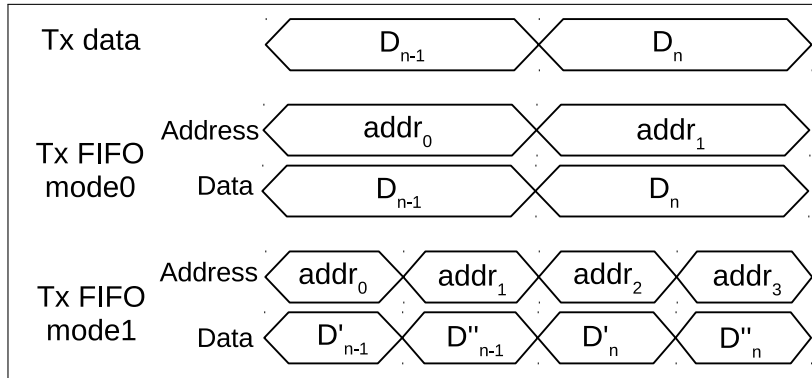 Tx data D_{n-1} D_n
Tx FIFO mode0
Address addr_0 addr_1
Data D_{n-1} D_n
Tx FIFO mode1
Address addr_0 addr_1 addr_2 addr_3
Data D'_{n-1} D"_{n-1} D'_n D"_n